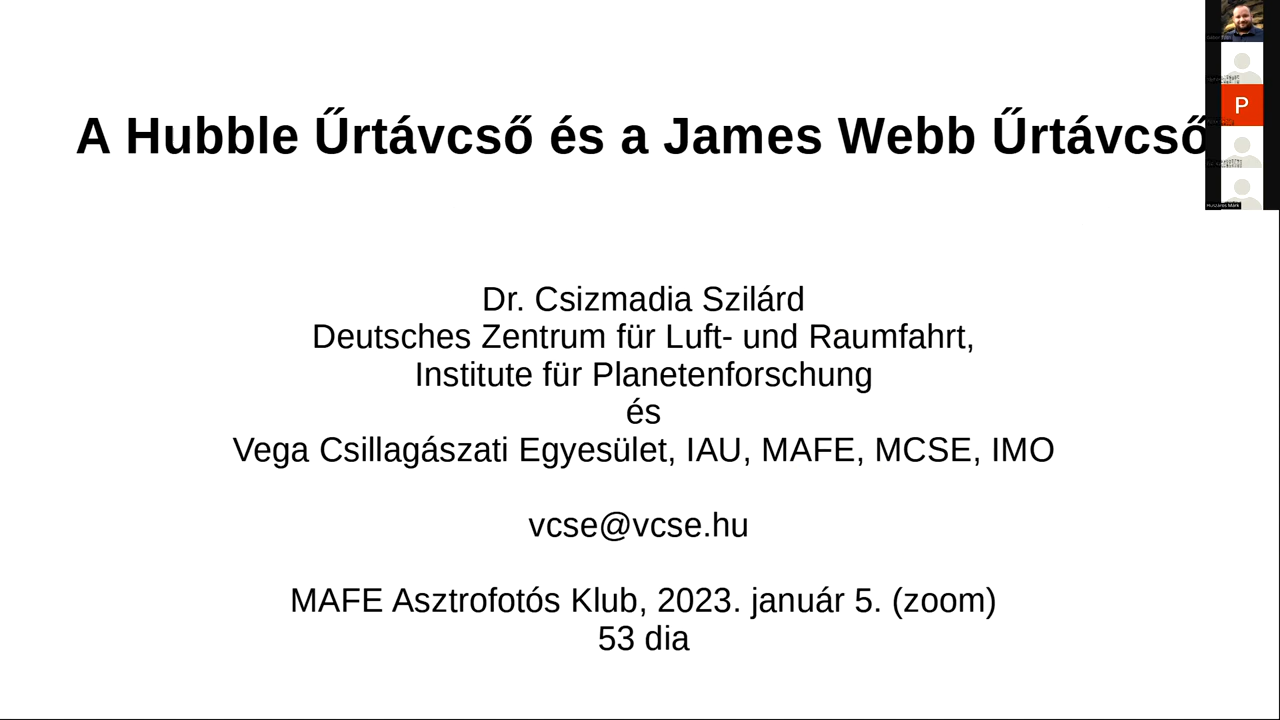 A Hubble Űrtávcső és a James Webb Űrtávcső
P
Huszáros Márk
Dr. Csizmadia Szilárd
Deutsches Zentrum für Luft- und Raumfahrt,
Institute für Planetenforschung
és
Vega Csillagászati Egyesület, IAU, MAFE, MCSE, IMO
vcse@vcse.hu
MAFE Asztrofotós Klub, 2023. január 5. (zoom)
53 dia